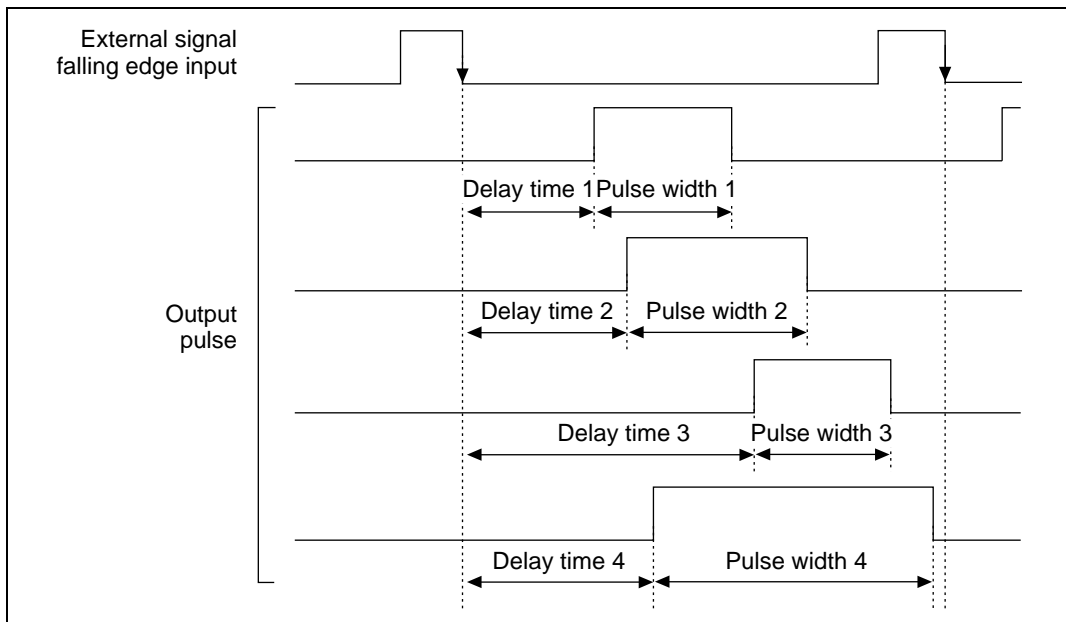 External signal
falling edge input
Delay time 1
Pulse width 1
Delay time 2
Pulse width 2
Output
pulse
Delay time 3
Pulse width 3
Delay time 4
Pulse width 4